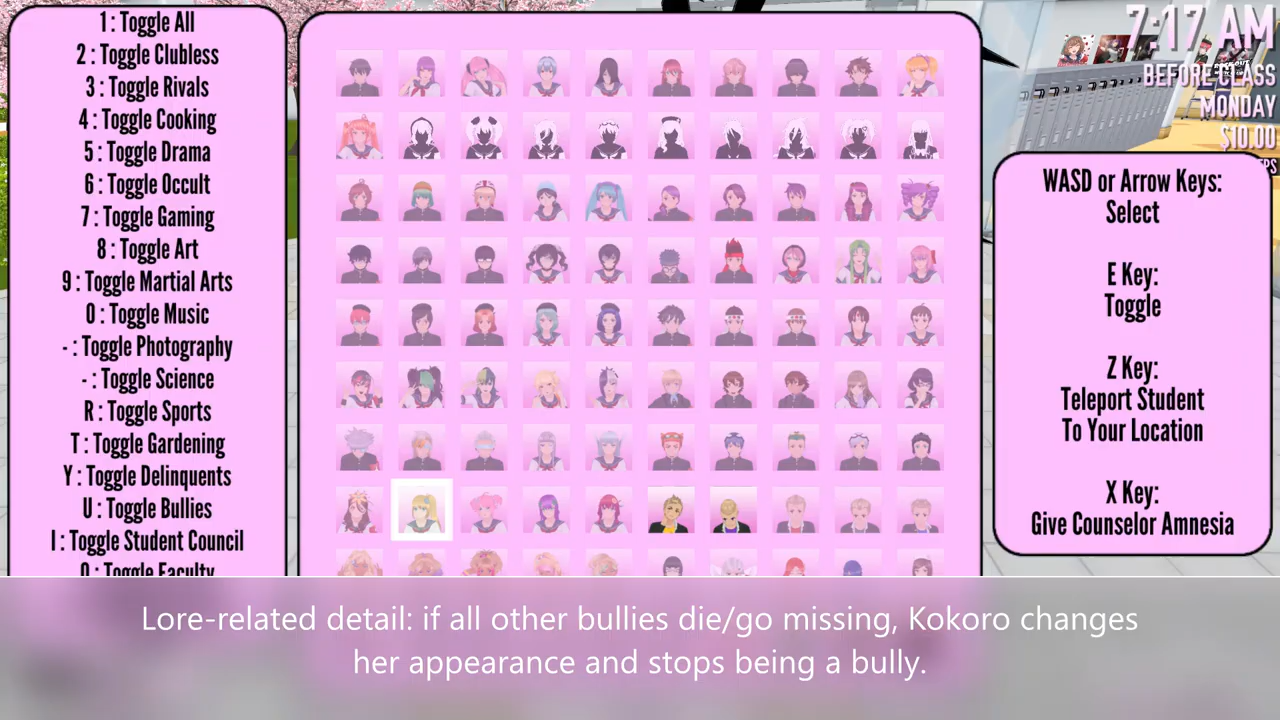 1 : Toggle All
2 : Toggle Clubless
3 : Toggle Rivals
4 : Toggle Cooking
5 : Toggle Drama
6 : Toggle Occult
7 : Toggle Gaming
8 : Toggle Art
9 : Toggle Martial Arts
0 : Toggle Music
- : Toggle Photography
- : Toggle Science
R : Toggle Sports
T : Toggle Gardening
Y : Toggle Delinquents
U : Toggle Bullies
I : Toggle Student Council
O : Toggle Faculty
7:17 AM
BEFORE CLASS
MONDAY
$10.00
WASD or Arrow Keys:
Select
E Key:
Toggle
Z Key:
Teleport Student
To Your Location
X Key:
Give Counselor Amnesia
Lore-related detail: if all other bullies die/go missing, Kokoro changes
her appearance and stops being a bully.